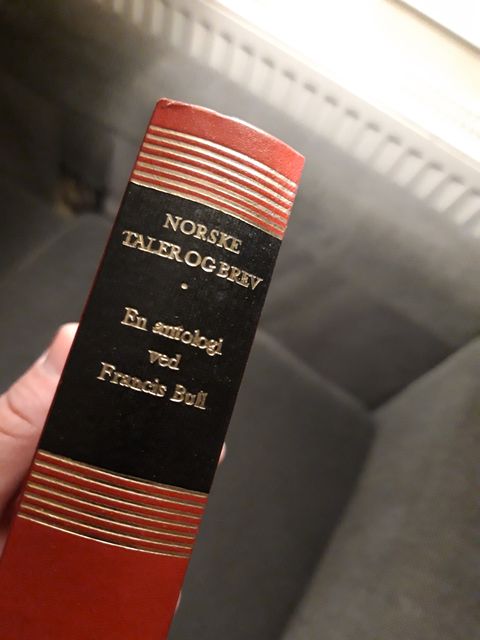 NORSKE
TALER OG BREV
·
En antologi
ved
Francis Bull